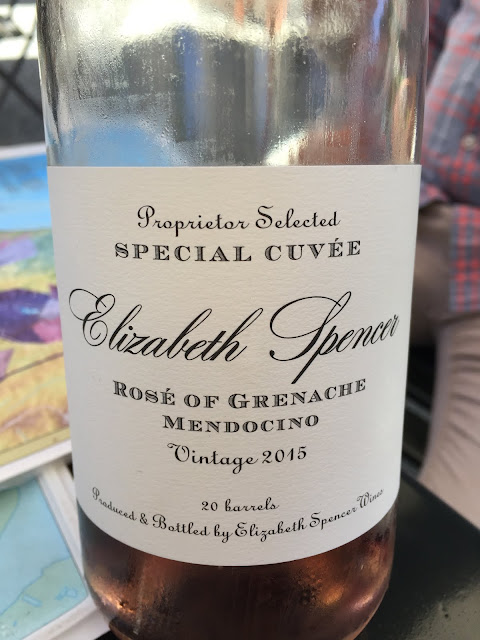 Proprietor Selected
SPECIAL CUVÉE
Elizabeth Spencer
ROSÉ OF GRENACHE
MENDOCINO
Vintage 2015
20 barrels
Produced & Bottled by Elizabeth Spencer Wines